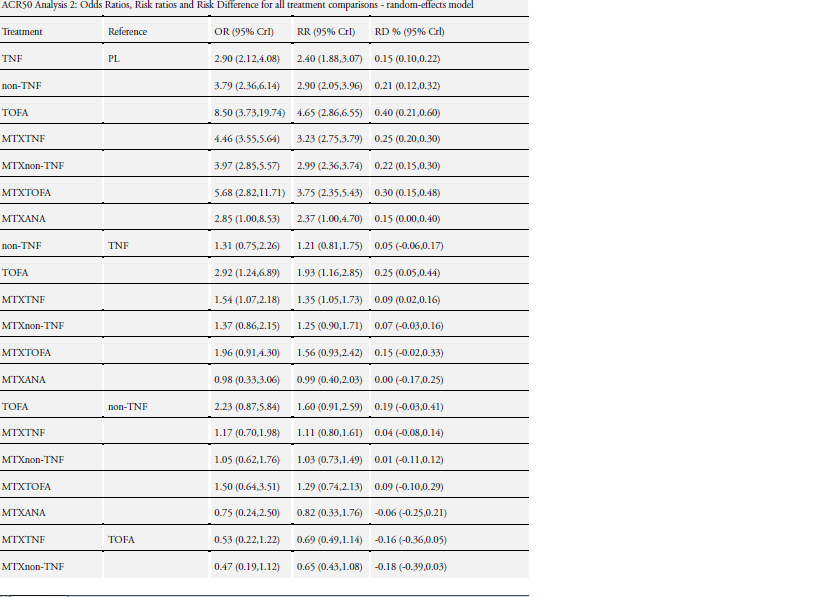 ACR50 Analysis 2: Odds Ratios, Risk ratios and Risk Difference for all treatment comparisons - random-effects model
Treatment Reference OR (95% CrI) RR (95% CrI) RD % (95% CrI)
TNF PL 2.90 (2.12,4.08) 2.40 (1.88,3.07) 0.15 (0.10,0.22)
non-TNF 3.79 (2.36,6.14) 2.90 (2.05,3.96) 0.21 (0.12,0.32)
TOFA 8.50 (3.73,19.74) 4.65 (2.86,6.55) 0.40 (0.21,0.60)
MTXTNF 4.46 (3.55,5.64) 3.23 (2.75,3.79) 0.25 (0.20,0.30)
MTXnon-TNF 3.97 (2.85,5.57) 2.99 (2.36,3.74) 0.22 (0.15,0.30)
MTXTOFA 5.68 (2.82,11.71) 3.75 (2.35,5.43) 0.30 (0.15,0.48)
MTXANA 2.85 (1.00,8.53) 2.37 (1.00,4.70) 0.15 (0.00,0.40)
non-TNF TNF 1.31 (0.75,2.26) 1.21 (0.81,1.75) 0.05 (-0.06,0.17)
TOFA 2.92 (1.24,6.89) 1.93 (1.16,2.85) 0.25 (0.05,0.44)
MTXTNF 1.54 (1.07,2.18) 1.35 (1.05,1.73) 0.09 (0.02,0.16)
MTXnon-TNF 1.37 (0.86,2.15) 1.25 (0.90,1.71) 0.07 (-0.03,0.16)
MTXTOFA 1.96 (0.91,4.30) 1.56 (0.93,2.42) 0.15 (-0.02,0.33)
MTXANA 0.98 (0.33,3.06) 0.99 (0.40,2.03) 0.00 (-0.17,0.25)
TOFA non-TNF 2.23 (0.87,5.84) 1.60 (0.91,2.59) 0.19 (-0.03,0.41)
MTXTNF 1.17 (0.70,1.98) 1.11 (0.80,1.61) 0.04 (-0.08,0.14)
MTXnon-TNF 1.05 (0.62,1.76) 1.03 (0.73,1.49) 0.01 (-0.11,0.12)
MTXTOFA 1.50 (0.64,3.51) 1.29 (0.74,2.13) 0.09 (-0.10,0.29)
MTXANA 0.75 (0.24,2.50) 0.82 (0.33,1.76) -0.06 (-0.25,0.21)
MTXTNF TOFA 0.53 (0.22,1.22) 0.69 (0.49,1.14) -0.16 (-0.36,0.05)
MTXnon-TNF 0.47 (0.19,1.12) 0.65 (0.43,1.08) -0.18 (-0.39,0.03)